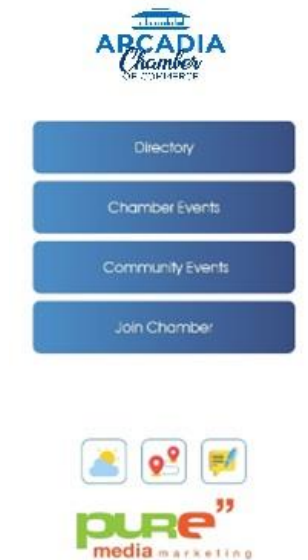 ARCADIA
Chamber
OF COMMERCE
Directory
Chamber Events
Community Events
Join Chamber
pure”
media marketing